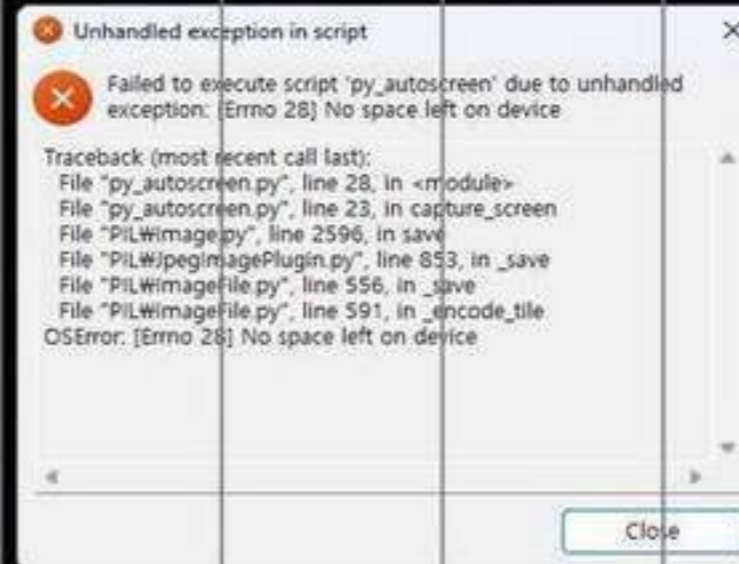 Unhandled exception in script
Failed to execute script 'py_autoscreen' due to unhandled
exception: [Errno 28] No space left on device
Traceback (most recent call last):
File "py_autoscreen.py", line 28, in <module>
File "py_autoscreen.py", line 23, in capture_screen
File "PIL₩Image.py", line 2596, in save
File "PIL₩JpegImagePlugin.py", line 853, in _save
File "PIL₩ImageFile.py", line 556, in _save
File "PIL₩ImageFile.py", line 591, in _encode_tile
OSError: [Errno 28] No space left on device
Close